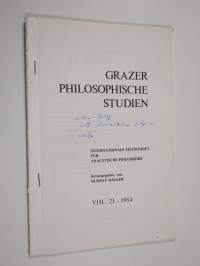 GRAZER
PHILOSOPHISCHE
STUDIEN
INTERNATIONALE ZEITSCHRIFT
FÜR
ANALYTISCHE PHILOSOPHIE
herausgegeben von
RUDOLF HALLER
VOL. 21 - 1984